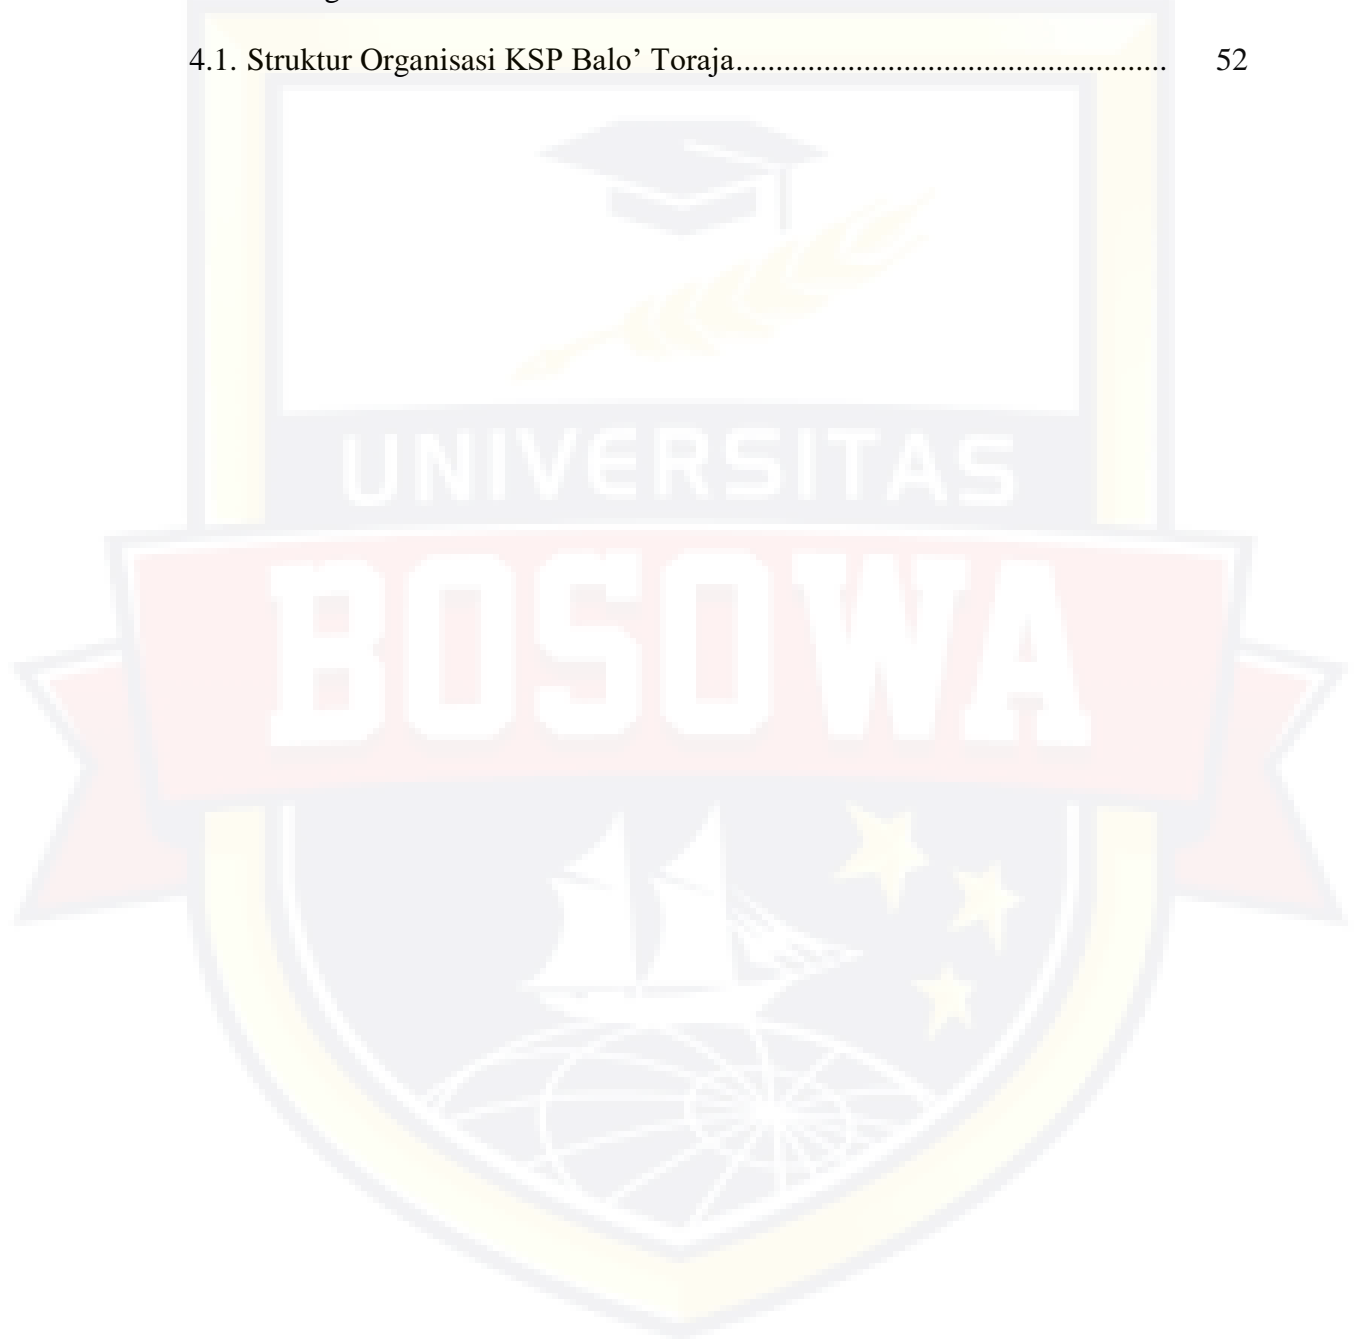 4.1. Struktur Organisasi KSP Balo’ Toraja...................................................... 52
UNIVERSITAS
BOSOWA